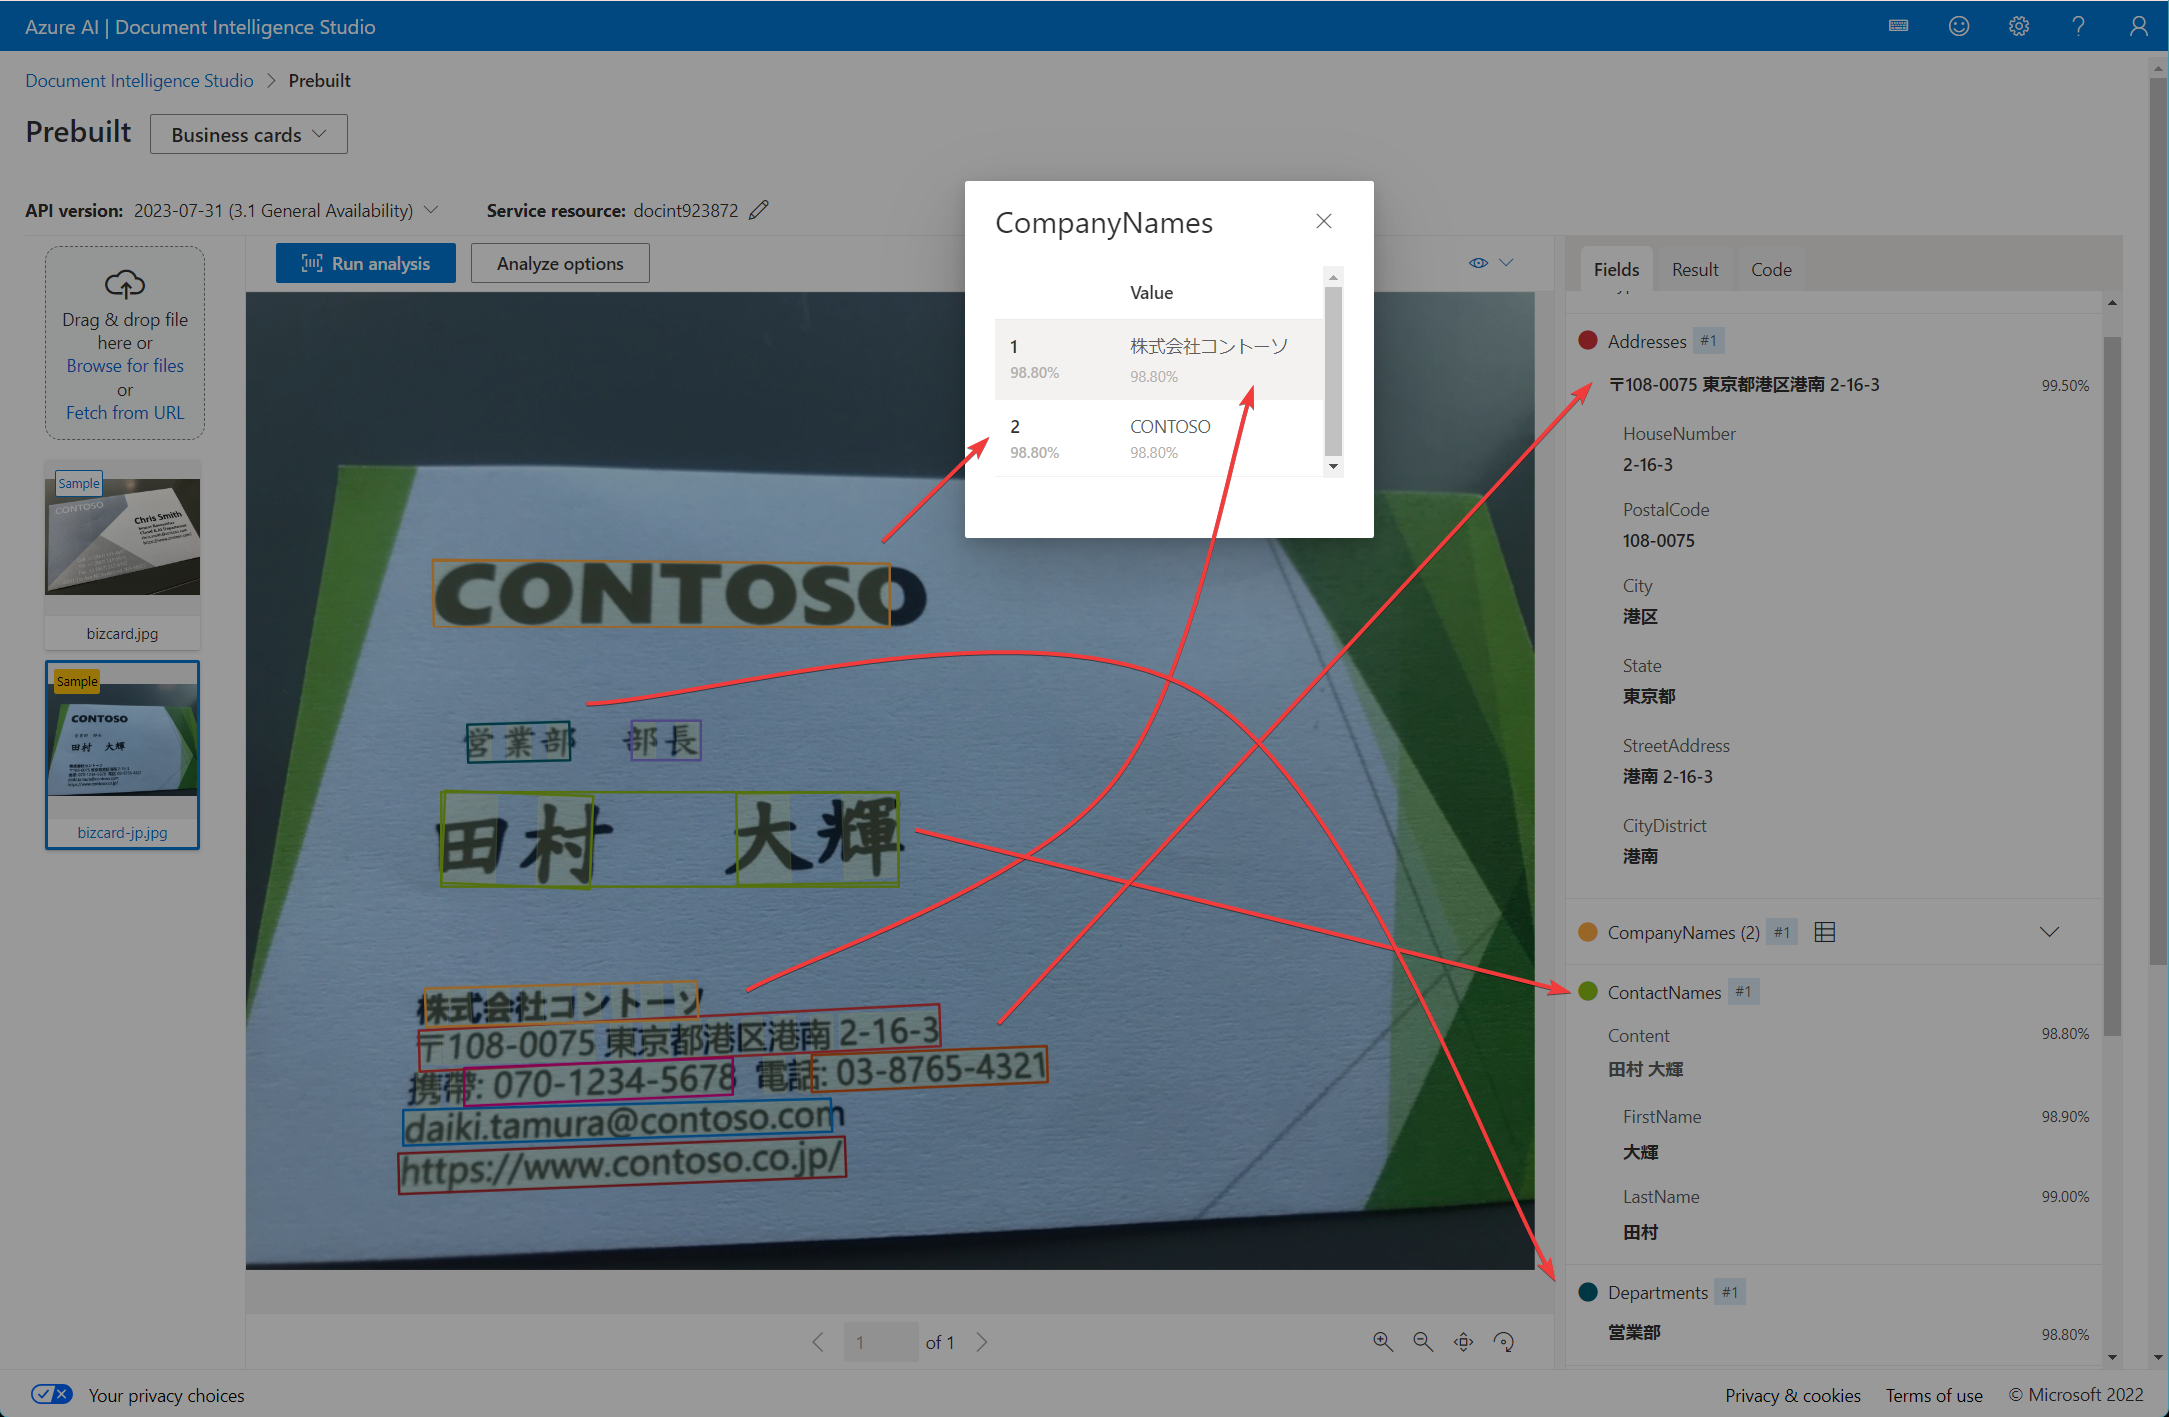 Azure AI | Document Intelligence Studio
Document Intelligence Studio > Prebuilt
Prebuilt
Business cards
API version: 2023-07-31 (3.1 General Availability)
Service resource: docint923872
Drag & drop file
here or
Browse for files
or
Fetch from URL
Sample
CONTOSO
Chris Smith
bizcard.jpg
Sample
CONTOSO
田村 大輝
bizcard-jp.jpg
Run analysis
Analyze options
CONTOSO
営業部 部長
田村 大輝
株式会社コントーソ
〒108-0075 東京都港区港南 2-16-3
携帯: 070-1234-5678 電話: 03-8765-4321
daiki.tamura@contoso.com
https://www.contoso.co.jp/
CompanyNames
Value
1
98.80%
株式会社コントーソ
98.80%
2
98.80%
CONTOSO
98.80%
1 of 1
Fields
Result
Code
Addresses #1
〒108-0075 東京都港区港南 2-16-3
99.50%
HouseNumber
2-16-3
PostalCode
108-0075
City
港区
State
東京都
StreetAddress
港南 2-16-3
CityDistrict
港南
CompanyNames (2) #1
ContactNames #1
Content
98.80%
田村 大輝
FirstName
98.90%
大輝
LastName
99.00%
田村
Departments #1
営業部
98.80%
Your privacy choices
Privacy & cookies
Terms of use
© Microsoft 2022